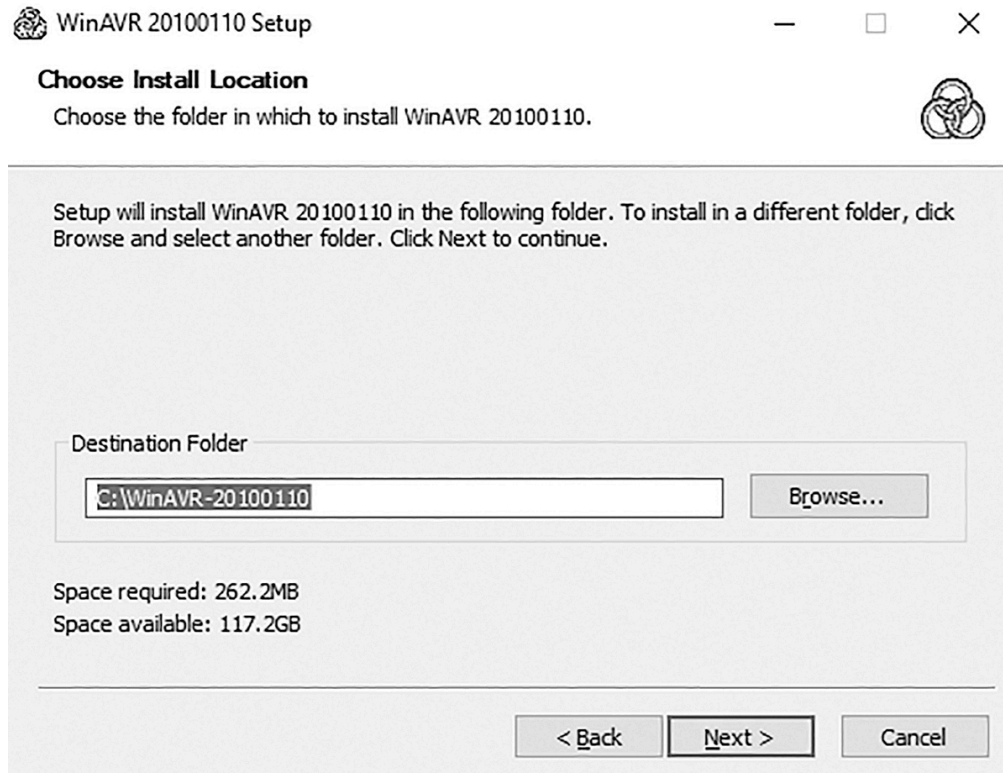 WinAVR 20100110 Setup
Choose Install Location
Choose the folder in which to install WinAVR 20100110.
Setup will install WinAVR 20100110 in the following folder. To install in a different folder, click
Browse and select another folder. Click Next to continue.
Destination Folder
C:\WinAVR-20100110
Browse...
Space required: 262.2MB
Space available: 117.2GB
< Back
Next >
Cancel